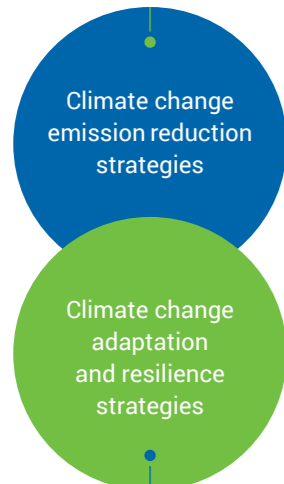 Climate change
emission reduction
strategies
Climate change
adaptation
and resilience
strategies